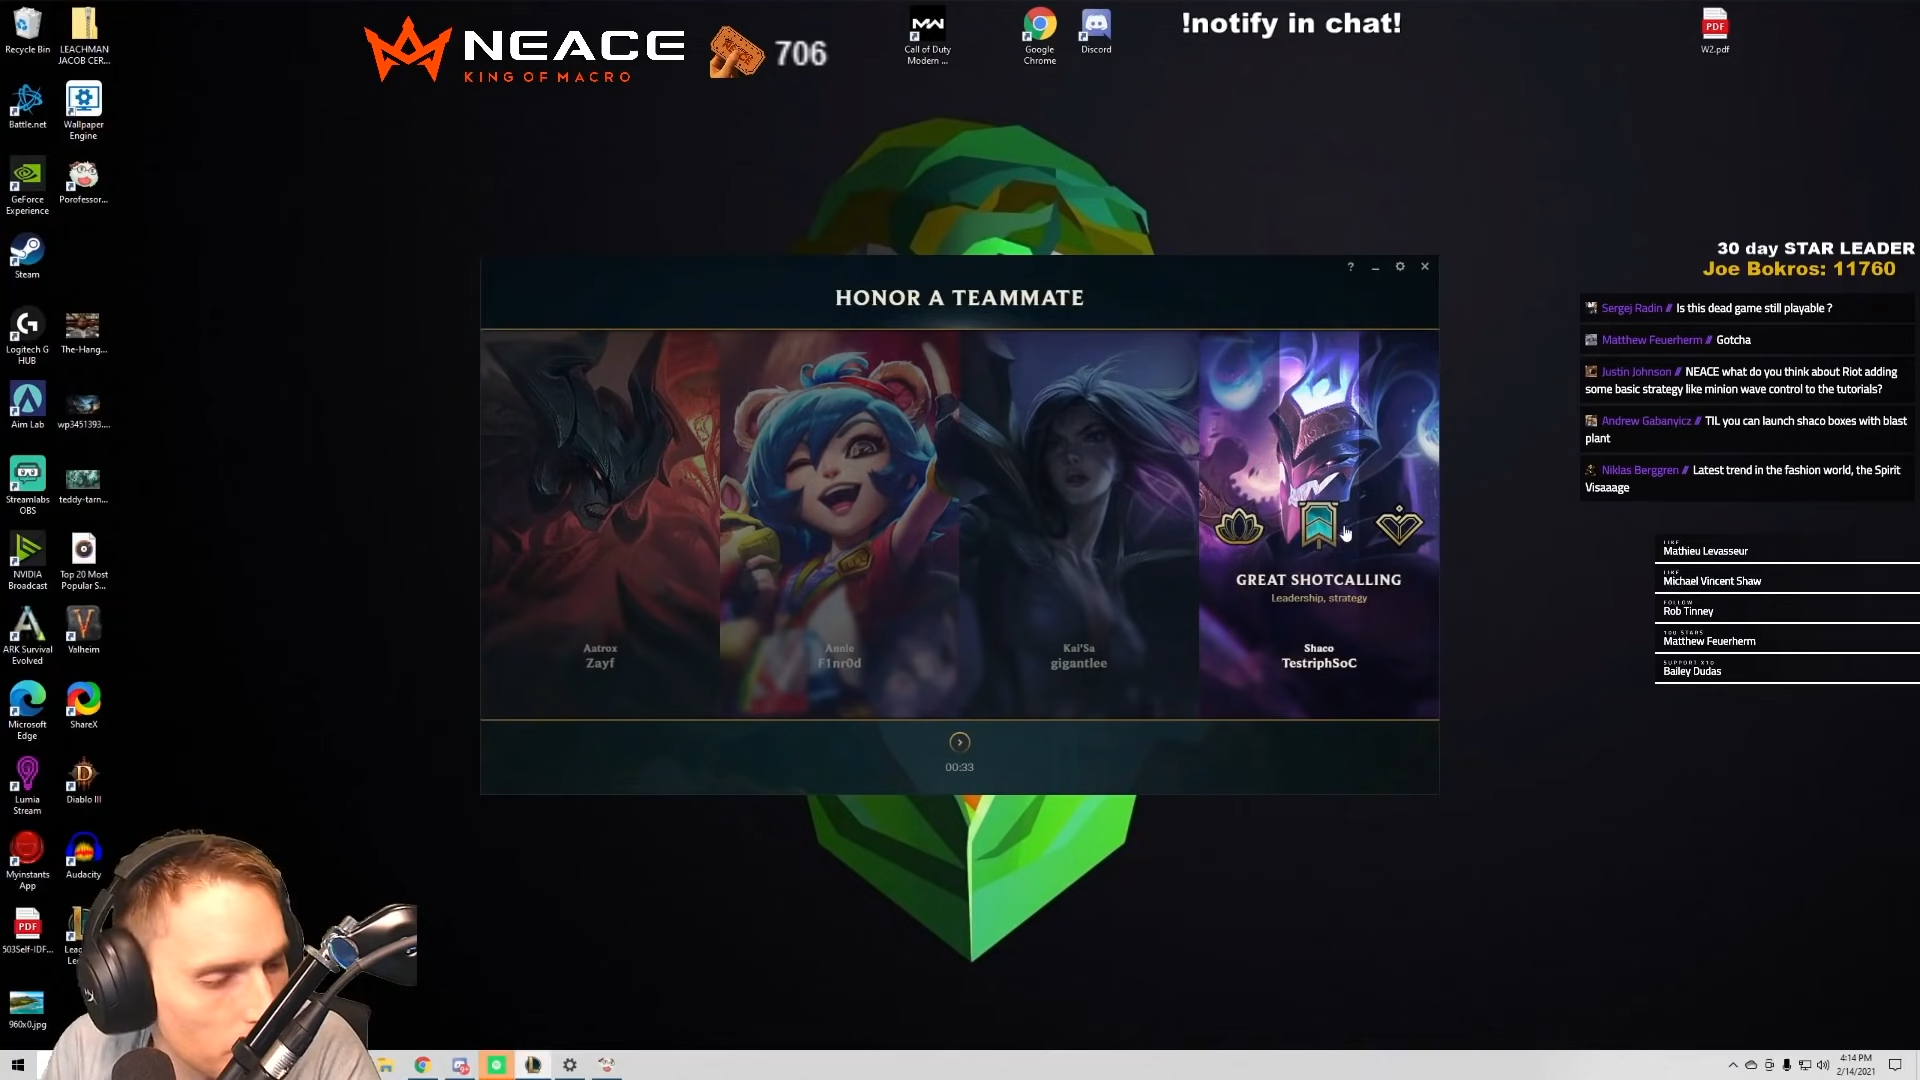 NEACE
KING OF MACRO
706
!notify in chat!
Recycle Bin
LEACHMAN
JACOB CER...
Call of Duty
Modern ...
Google
Chrome
Discord
W2.pdf
Battle.net
Wallpaper
Engine
GeForce
Experience
Porofessor...
Steam
Logitech G
HUB
The-Hang...
Aim Lab
wp3451393....
Streamlabs
OBS
teddy-tarn...
NVIDIA
Broadcast
Top 20 Most
Popular S...
ARK Survival
Evolved
Valheim
Microsoft
Edge
ShareX
Lumia
Stream
Diablo III
Myinstants
App
Audacity
PDF
503Self-IDF...
960x0.jpg
HONOR A TEAMMATE
Aatrox
Zayf
Annie
F1nr0d
Kai'Sa
gigantlee
GREAT SHOTCALLING
Leadership, strategy
Shaco
TestriphSoC
00:33
30 day STAR LEADER
Joe Bokros: 11760
Sergej Radin // Is this dead game still playable ?
Matthew Feuerherm // Gotcha
Justin Johnson // NEACE what do you think about Riot adding
some basic strategy like minion wave control to the tutorials?
Andrew Gabanyicz // TIL you can launch shaco boxes with blast
plant
Niklas Berggren // Latest trend in the fashion world, the Spirit
Visaaage
LIKE
Mathieu Levasseur
LIKE
Michael Vincent Shaw
FOLLOW
Rob Tinney
100 STARS
Matthew Feuerherm
SUPPORT X10
Bailey Dudas
4:14 PM
2/14/2021